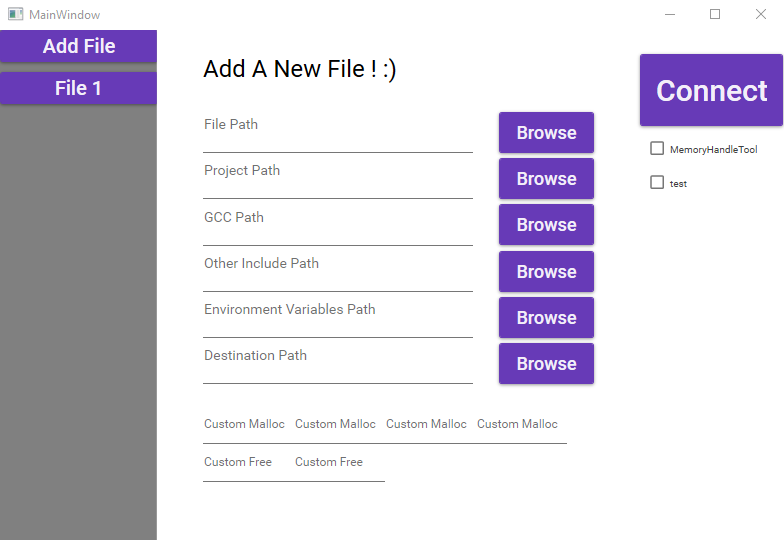 MainWindow
Add File
File 1
Add A New File ! :)
File Path
Browse
Project Path
Browse
GCC Path
Browse
Other Include Path
Browse
Environment Variables Path
Browse
Destination Path
Browse
Custom Malloc Custom Malloc Custom Malloc Custom Malloc
Custom Free Custom Free
Connect
MemoryHandleTool
test